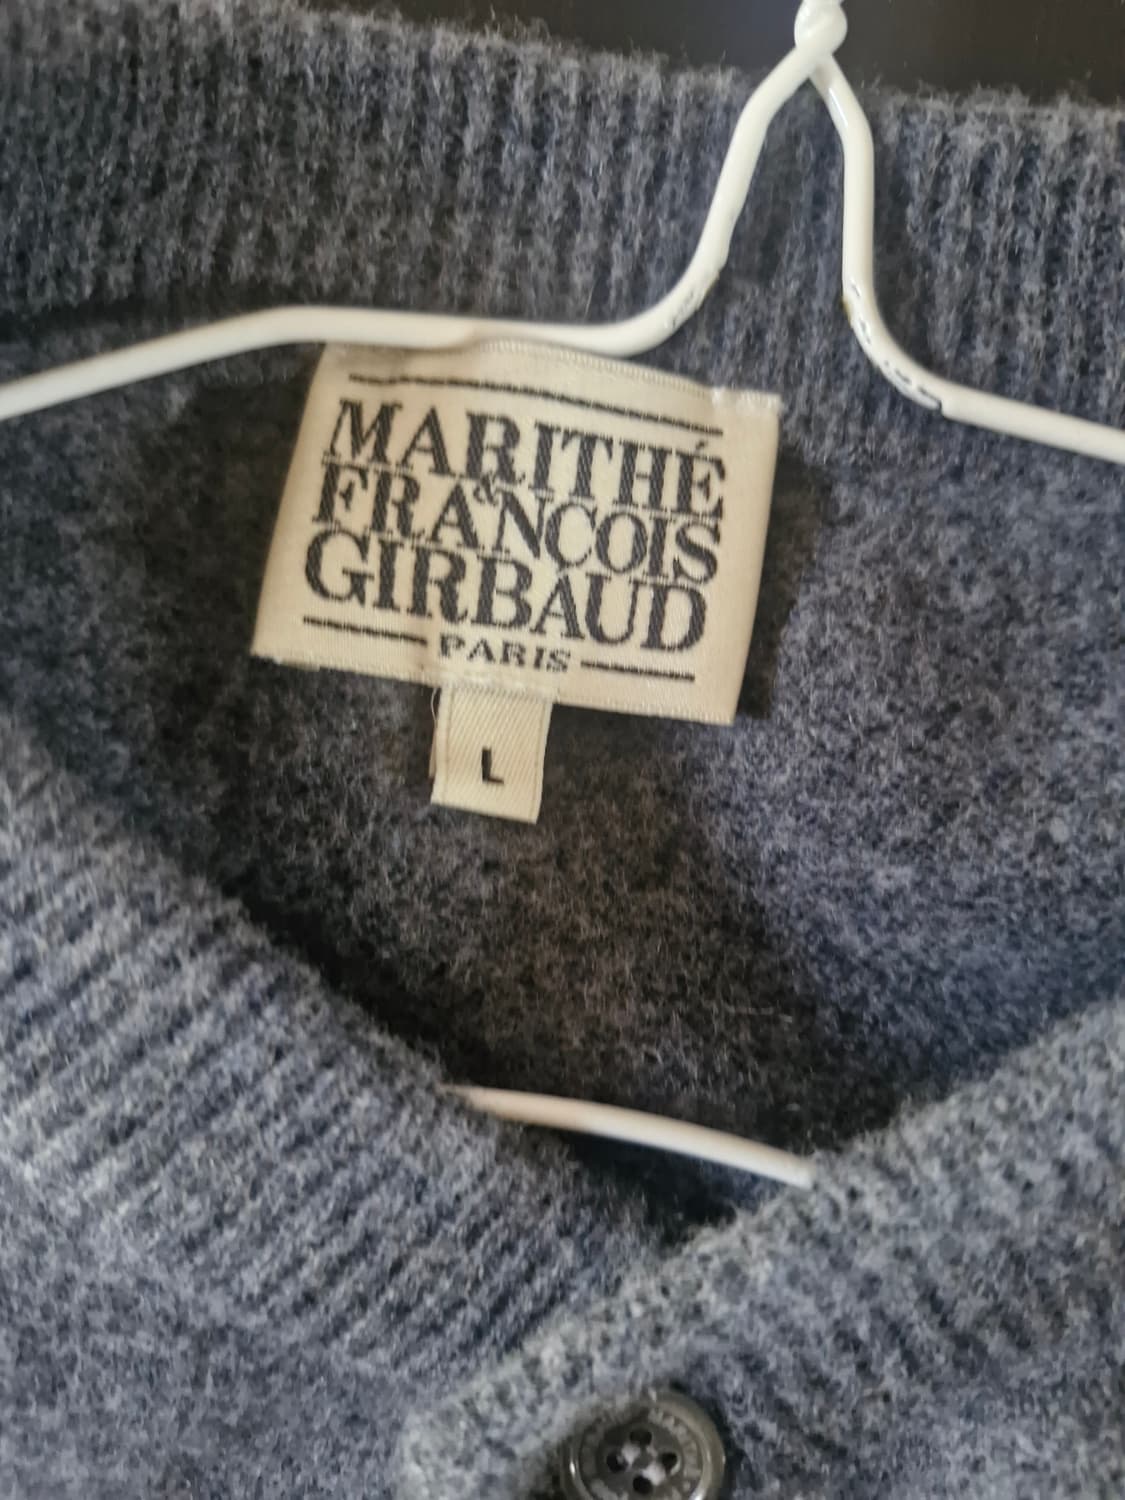 MARITHÉ
&
FRANÇOIS
GIRBAUD
PARIS
L